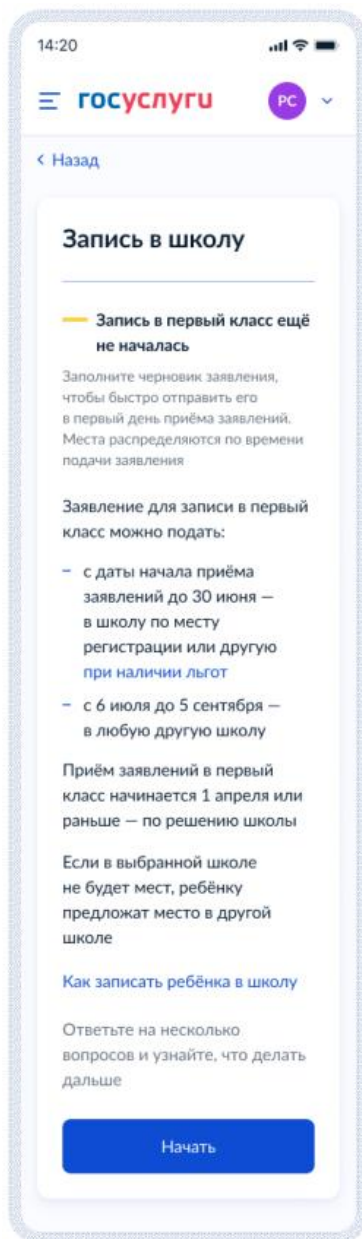 14:20
госуслуги
РС
< Назад
Запись в школу
Запись в первый класс ещё
не началась
Заполните черновик заявления,
чтобы быстро отправить его
в первый день приёма заявлений.
Места распределяются по времени
подачи заявления
Заявление для записи в первый
класс можно подать:
– с даты начала приёма
заявлений до 30 июня —
в школу по месту
регистрации или другую
при наличии льгот
– с 6 июля до 5 сентября —
в любую другую школу
Приём заявлений в первый
класс начинается 1 апреля или
раньше — по решению школы
Если в выбранной школе
не будет мест, ребёнку
предложат место в другой
школе
Как записать ребёнка в школу
Ответьте на несколько
вопросов и узнайте, что делать
дальше
Начать